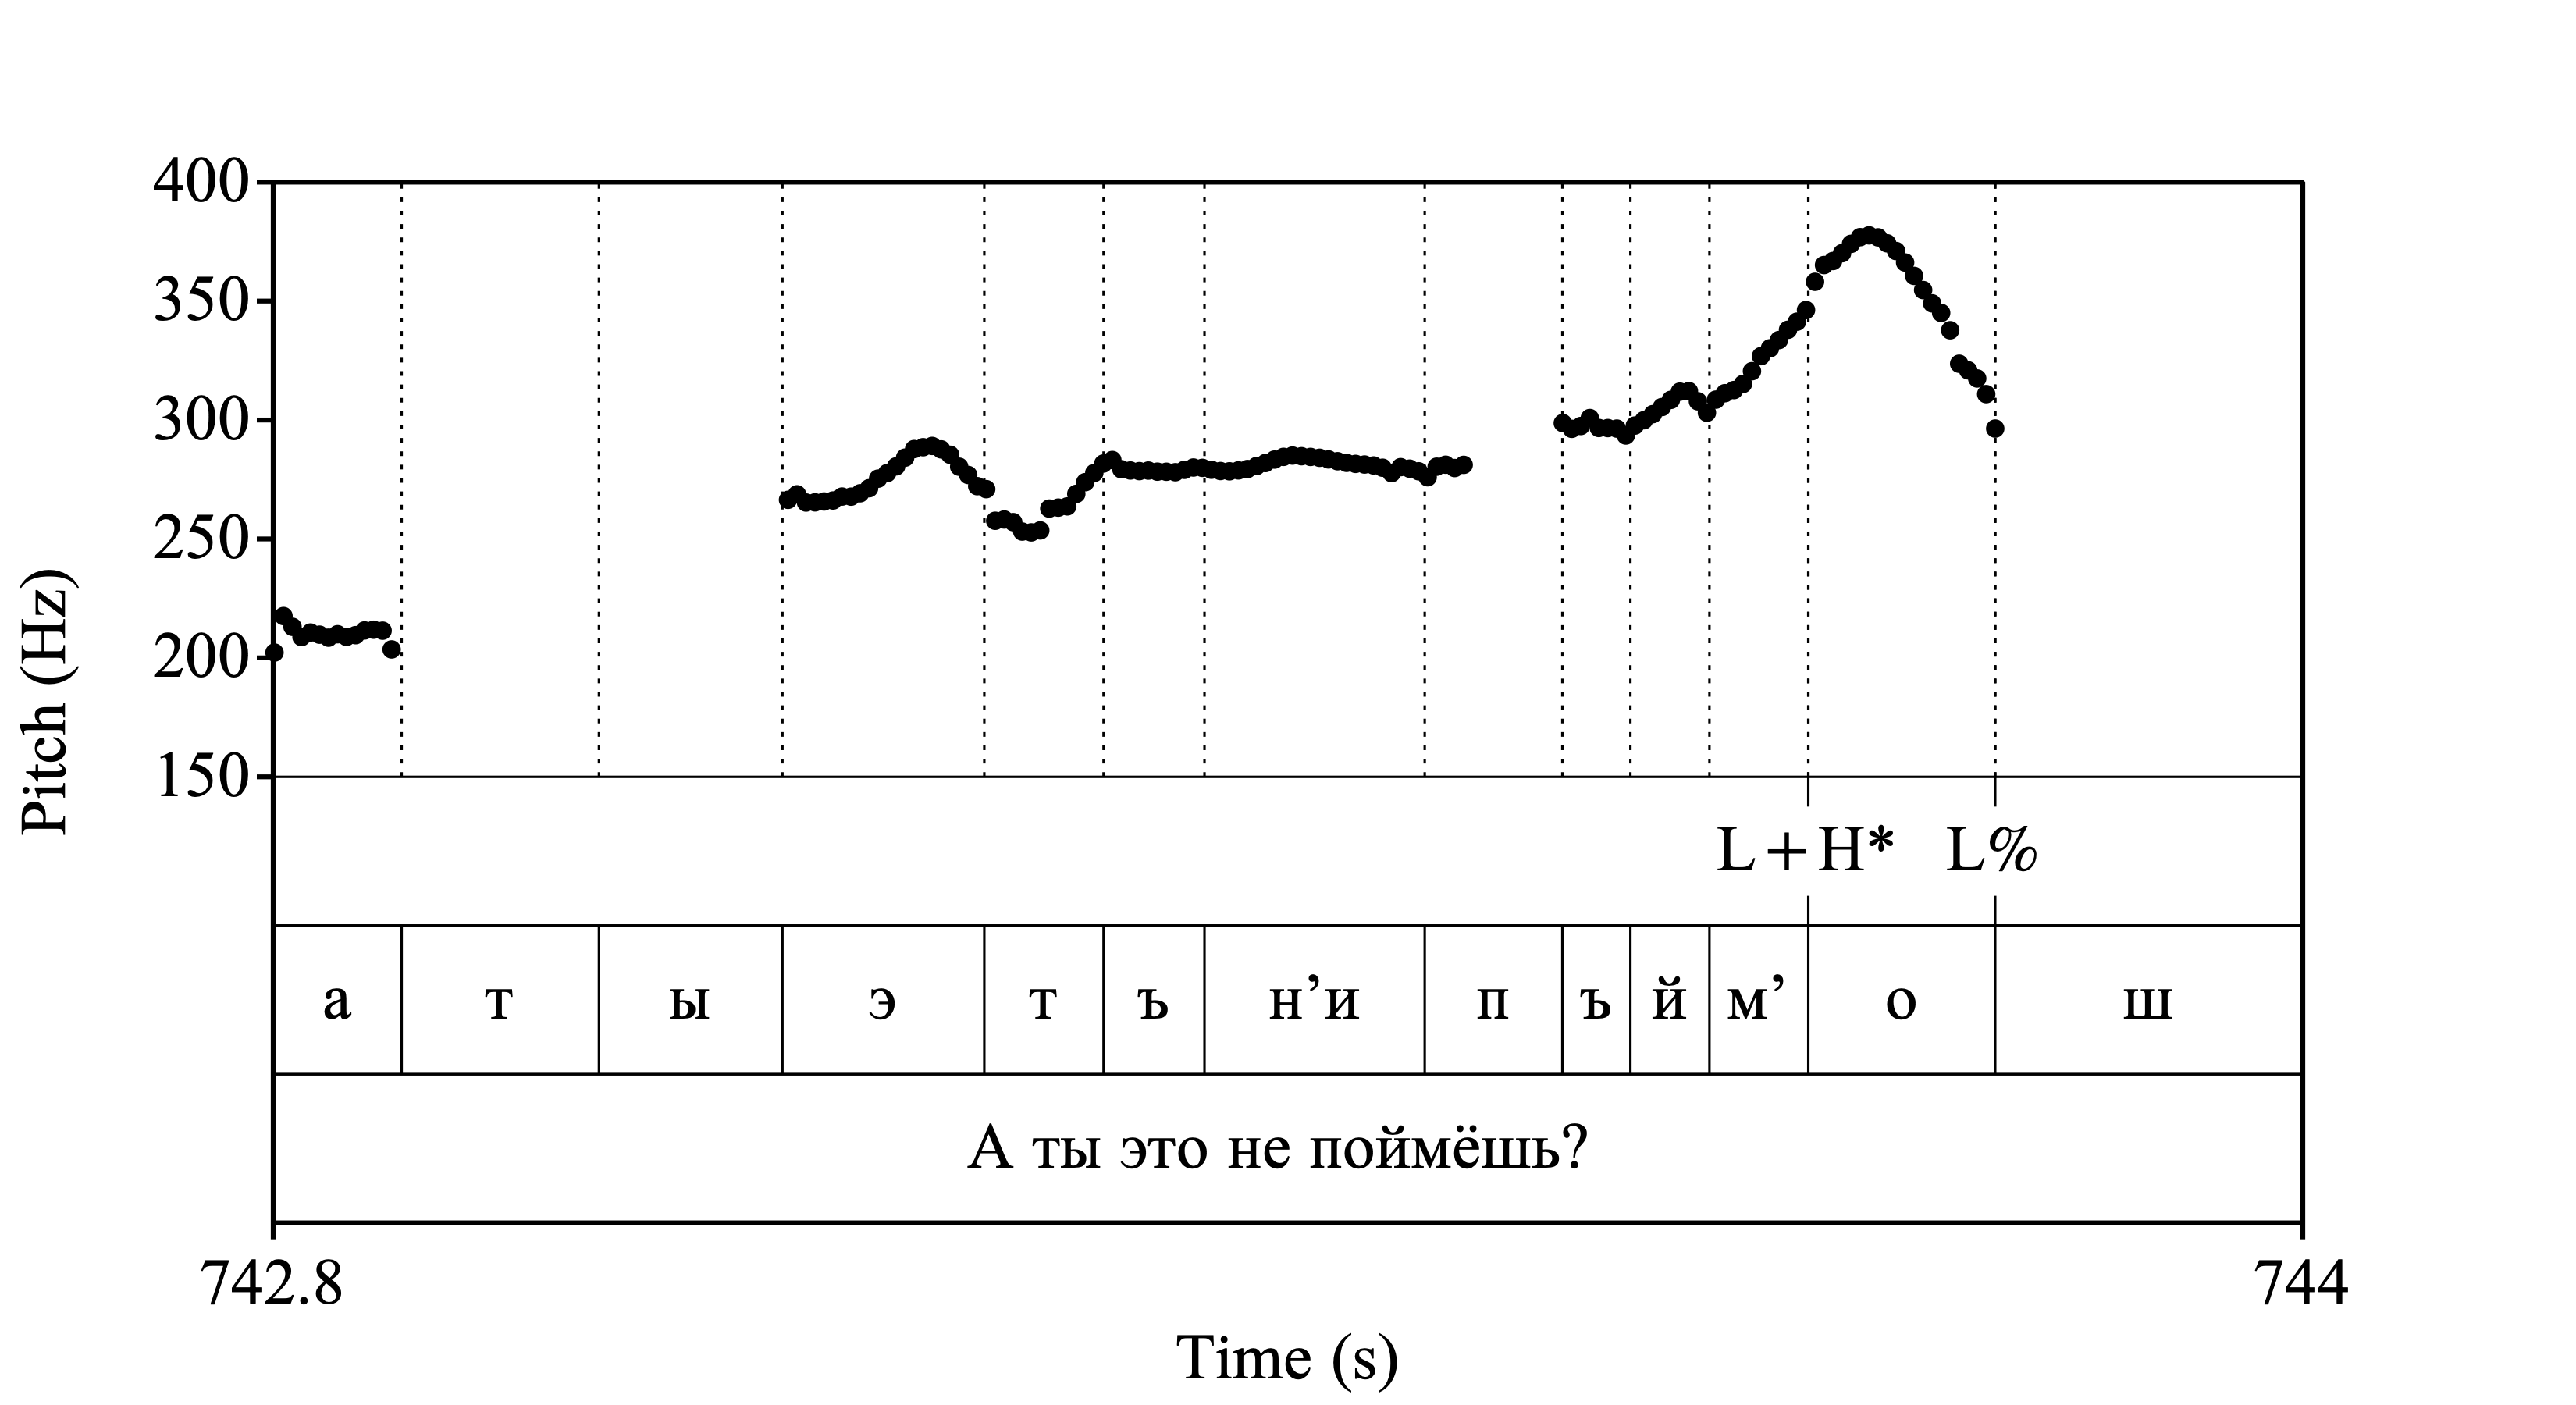 400
350
300
250
200
150
Pitch (Hz)
L+H* L%
а т ы э т ъ н’и п ъ й м’ о ш
А ты это не поймёшь?
742.8 744
Time (s)